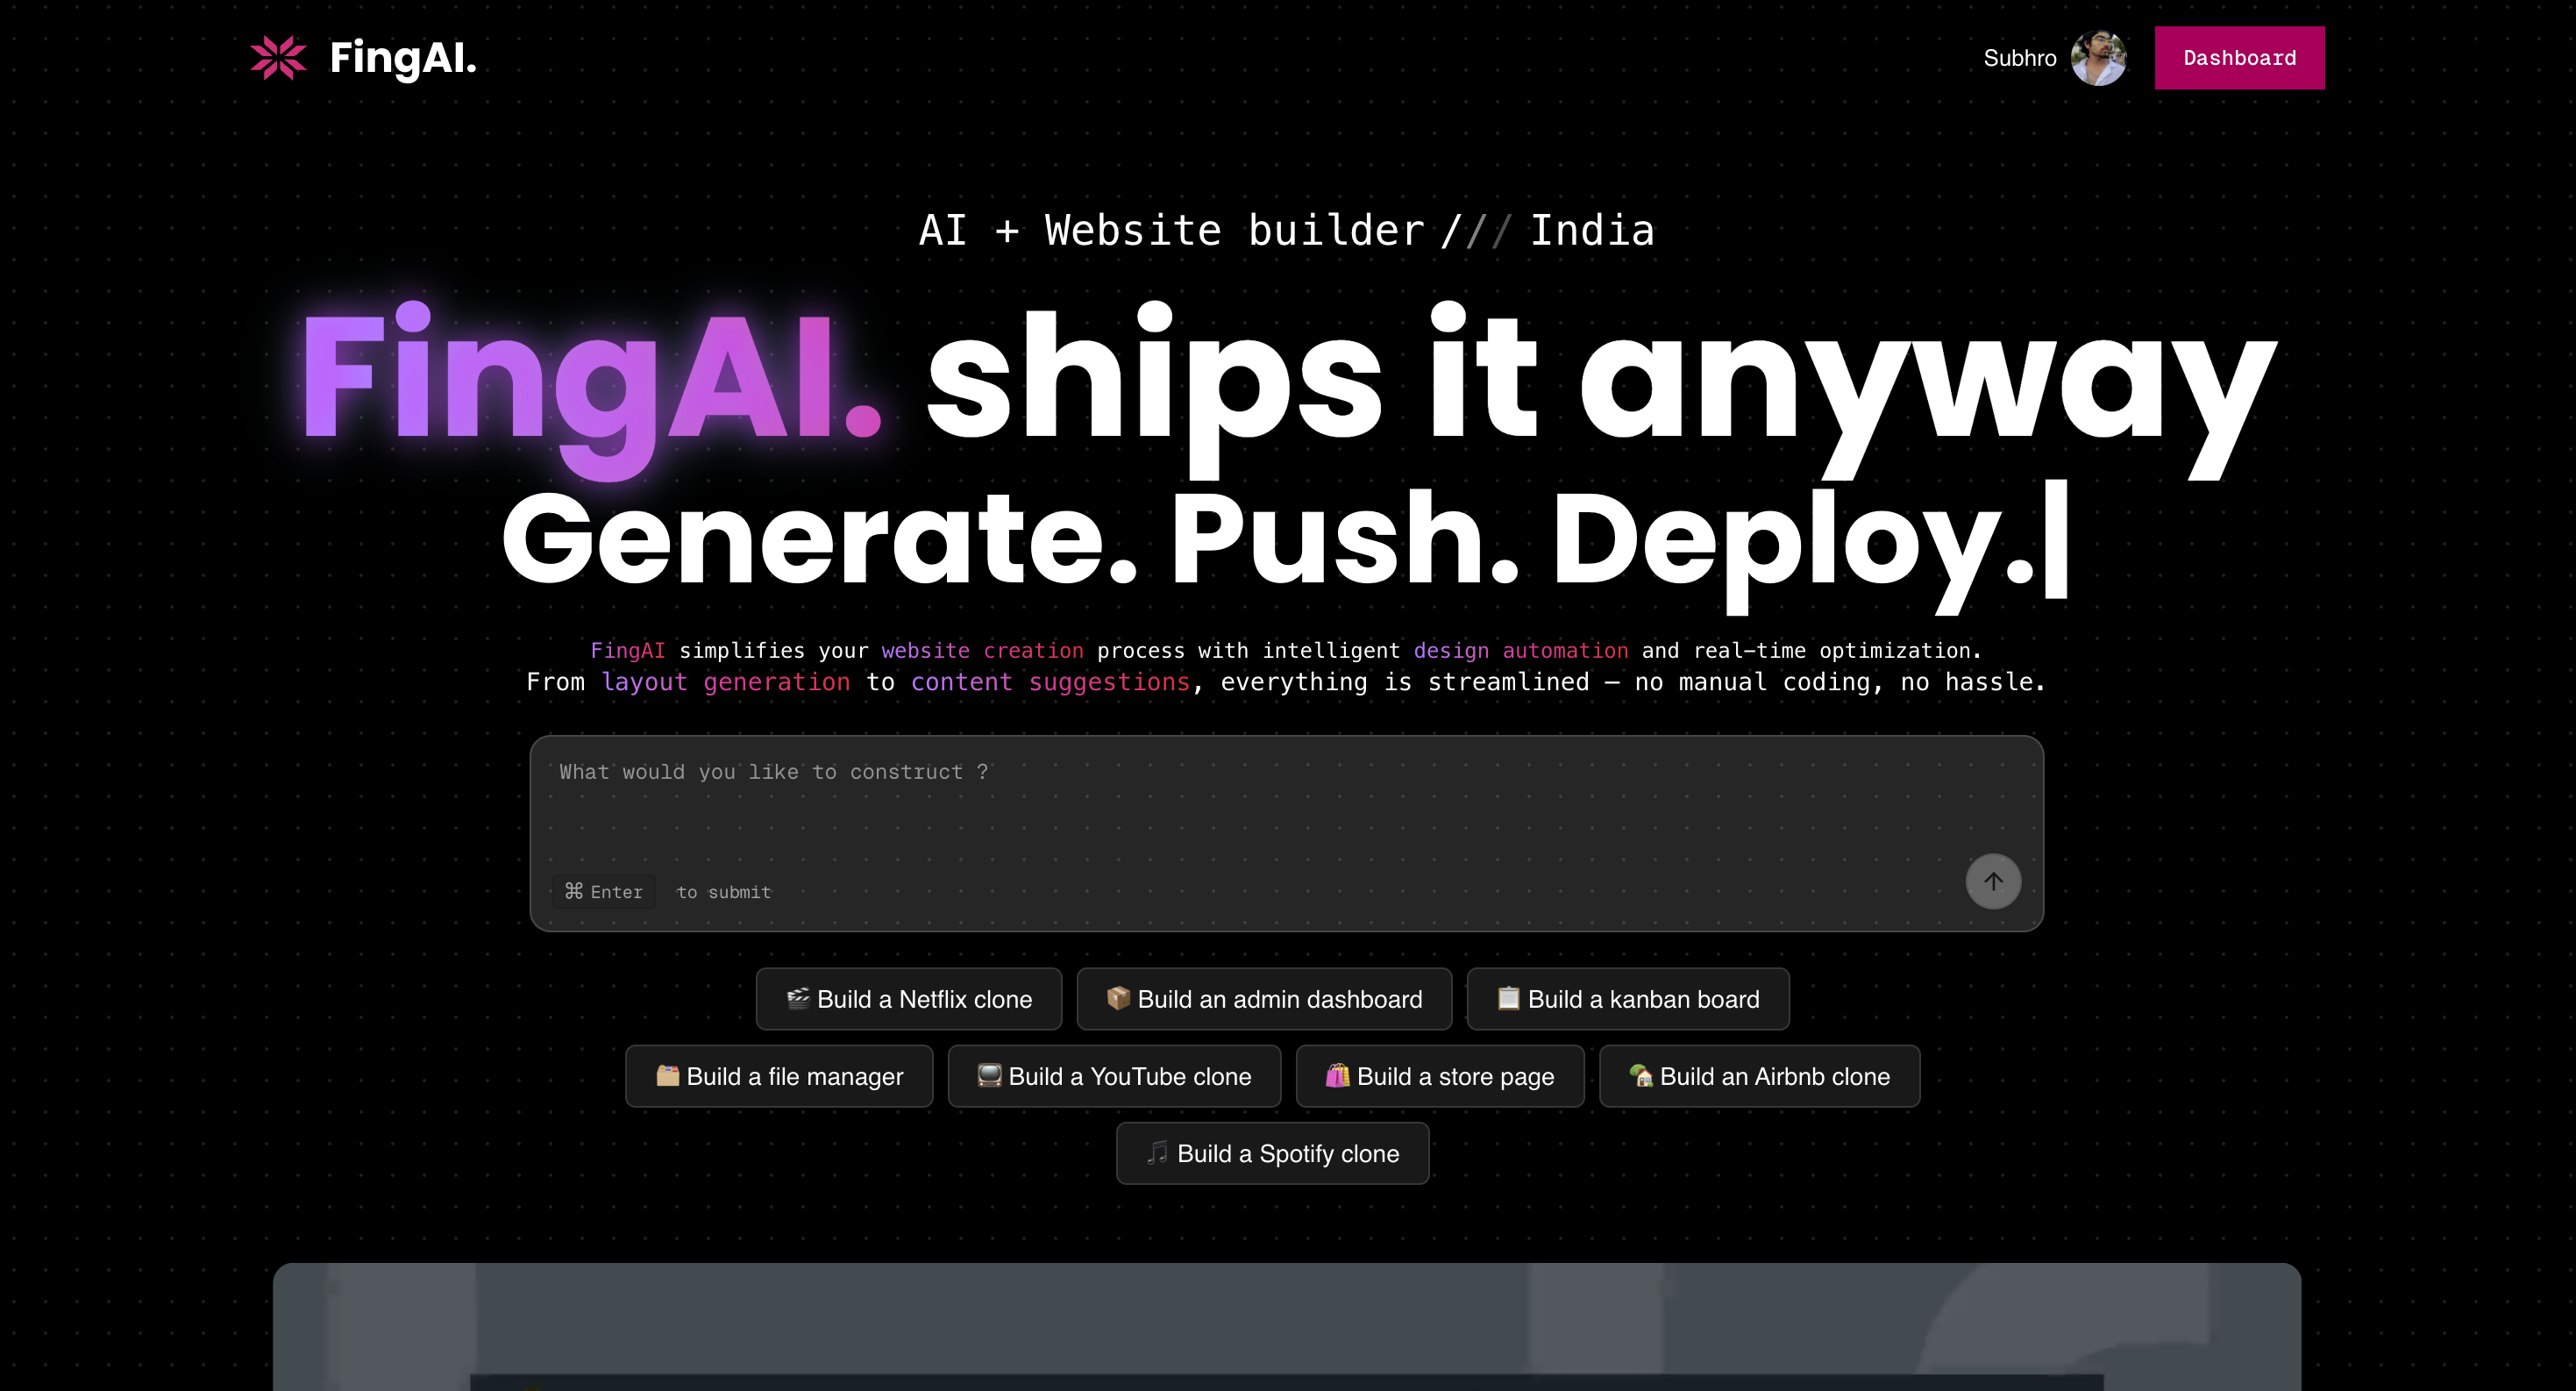 FingAI.
Subhro
Dashboard
AI + Website builder /// India
FingAI. ships it anyway
Generate. Push. Deploy.|
FingAI simplifies your website creation process with intelligent design automation and real-time optimization.
From layout generation to content suggestions, everything is streamlined — no manual coding, no hassle.
What would you like to construct ?
⌘ Enter to submit
🎬 Build a Netflix clone
📦 Build an admin dashboard
📋 Build a kanban board
🗂️ Build a file manager
📺 Build a YouTube clone
🛍️ Build a store page
🏡 Build an Airbnb clone
🎵 Build a Spotify clone